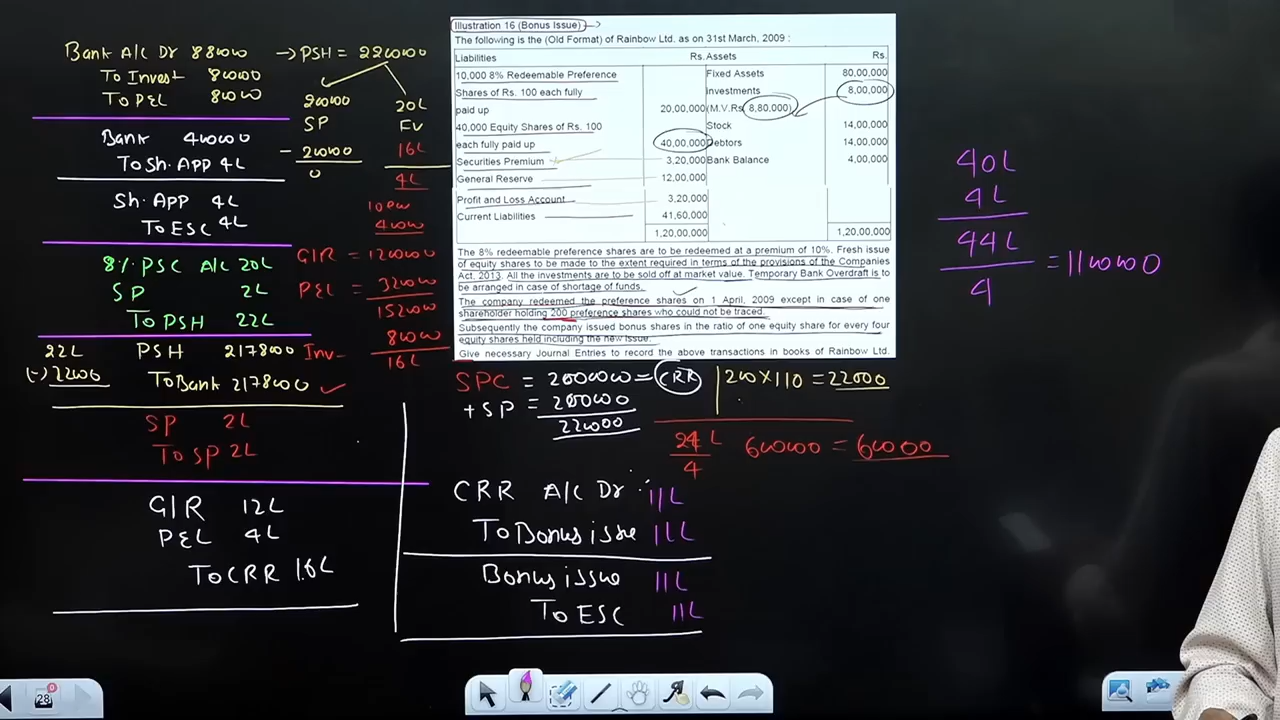 Bank A/c Dr 880000
To Invest 800000
To P&L 80000
Bank 400000
To Sh. App 4L
Sh. App 4L
To ESC 4L
8% PSC A/C 20L
SP 2L
To PSH 22L
22L
(-) 22000
PSH 2178000
To Bank 2178000
SP 2L
To SP 2L
G/R 12L
P&L 4L
To CRR 16L
→ PSH = 2200000
200000 20L
SP FV
- 200000 16L
0 4L
400000
G/R = 1200000
P&L = 320000
1520000
Inv- 80000
16L
Illustration 16 (Bonus Issue)
The following is the (Old Format) of Rainbow Ltd. as on 31st March, 2009 :
Liabilities Rs. Assets Rs.
10,000 8% Redeemable Preference Fixed Assets 80,00,000
Shares of Rs. 100 each fully investments 8,00,000
paid up 20,00,000 (M.V.Rs. 8,80,000)
40,000 Equity Shares of Rs. 100 Stock 14,00,000
each fully paid up 40,00,000 Debtors 14,00,000
Securities Premium 3,20,000 Bank Balance 4,00,000
General Reserve 12,00,000
Profit and Loss Account 3,20,000
Current Liabilities 41,60,000
1,20,00,000 1,20,00,000
The 8% redeemable preference shares are to be redeemed at a premium of 10%. Fresh issue
of equity shares to be made to the extent required in terms of the provisions of the Companies
Act, 2013. All the investments are to be sold off at market value. Temporary Bank Overdraft is to
be arranged in case of shortage of funds.
The company redeemed the preference shares on 1 April, 2009 except in case of one
shareholder holding 200 preference shares who could not be traced.
Subsequently the company issued bonus shares in the ratio of one equity share for every four
equity shares held including the new issue.
Give necessary Journal Entries to record the above transactions in books of Rainbow Ltd.
SPC = 2000000 = CRR
+ SP = 200000
220000
200 x 110 = 22000
24L
4
600000 = 60000
CRR A/c Dr 11L
To Bonus issue 11L
Bonus issue 11L
To ESC 11L
40L
4L
44L
4
= 1100000
28
0